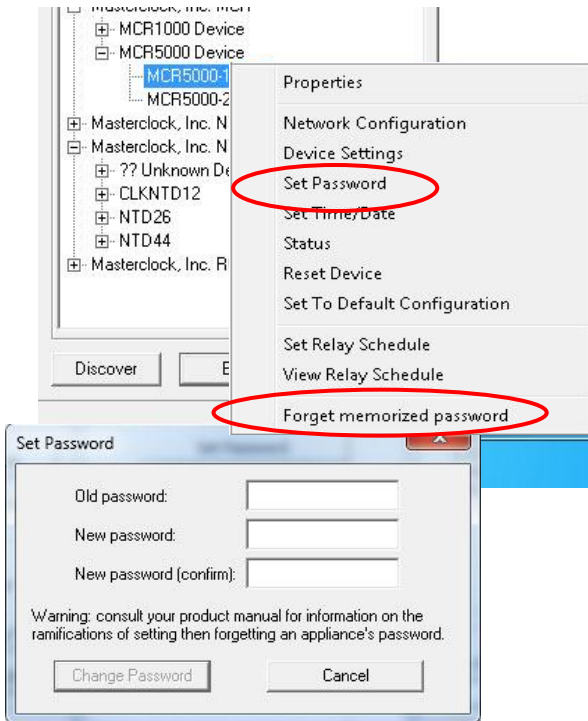 Masterclock, Inc. MCR
MCR1000 Device
MCR5000 Device
MCR5000-1
MCR5000-2
Masterclock, Inc. N
Masterclock, Inc. N
?? Unknown De
CLKNTD12
NTD26
NTD44
Masterclock, Inc. R
Discover
E
Properties
Network Configuration
Device Settings
Set Password
Set Time/Date
Status
Reset Device
Set To Default Configuration
Set Relay Schedule
View Relay Schedule
Forget memorized password
Set Password
Old password:
New password:
New password (confirm):
Warning: consult your product manual for information on the
ramifications of setting then forgetting an appliance's password.
Change Password
Cancel